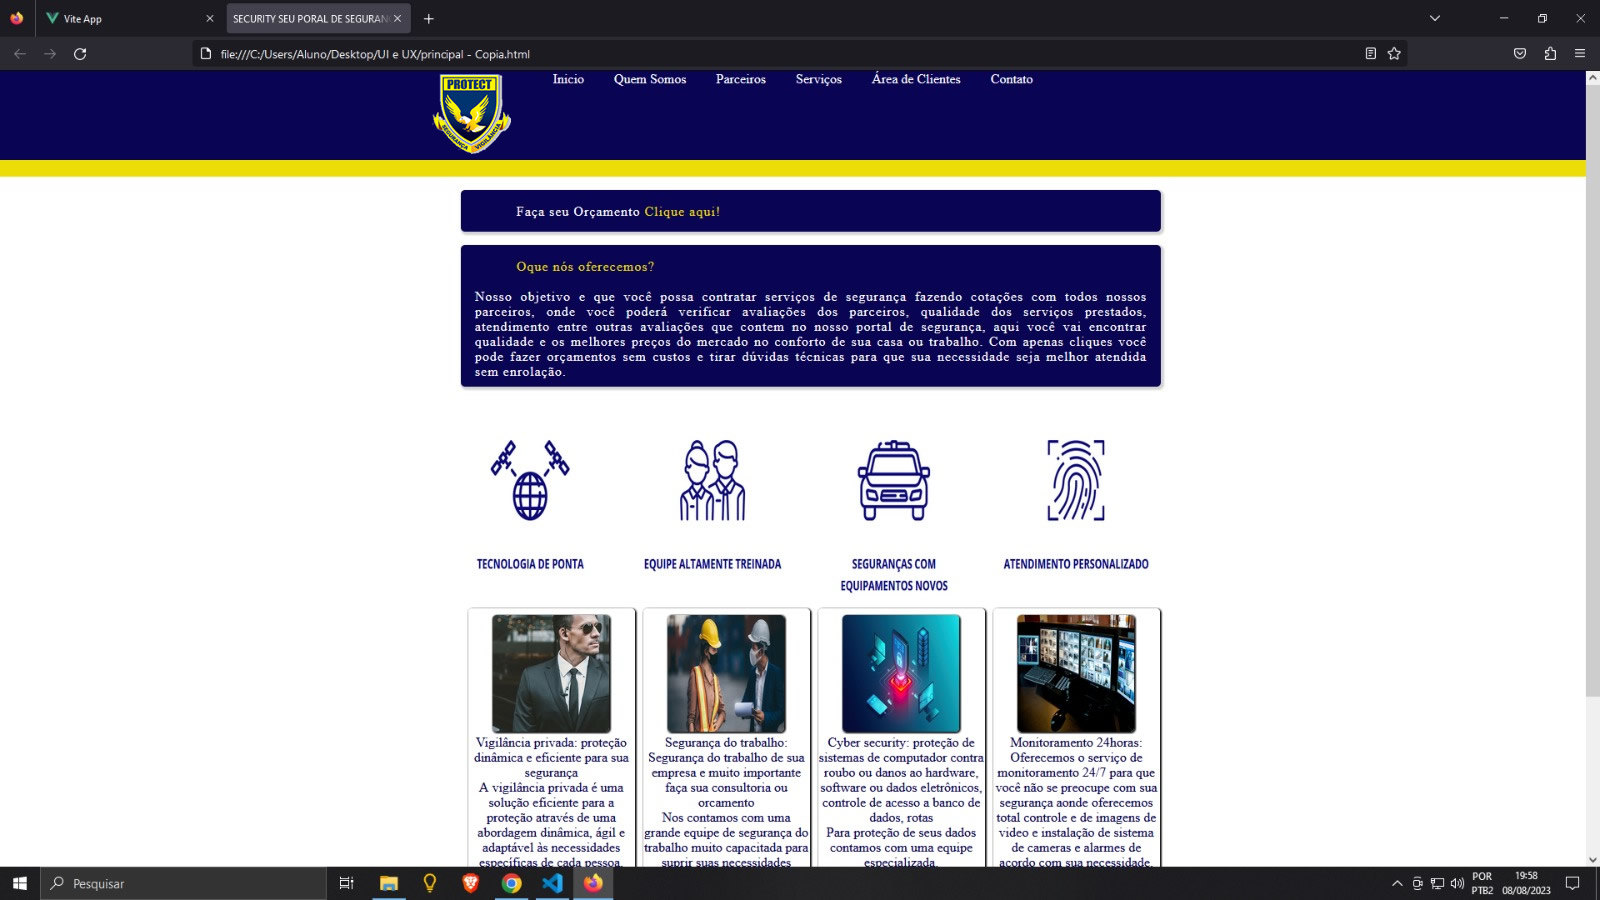 Vite App
SECURITY SEU PORAL DE SEGURAN
file:///C:/Users/Aluno/Desktop/UI e UX/principal - Copia.html
PROTECT
SEGURANÇA VIGILÂNCIA
Inicio Quem Somos Parceiros Serviços Área de Clientes Contato
Faça seu Orçamento Clique aqui!
Oque nós oferecemos?
Nosso objetivo e que você possa contratar serviços de segurança fazendo cotações com todos nossos
parceiros, onde você poderá verificar avaliações dos parceiros, qualidade dos serviços prestados,
atendimento entre outras avaliações que contem no nosso portal de segurança, aqui você vai encontrar
qualidade e os melhores preços do mercado no conforto de sua casa ou trabalho. Com apenas cliques você
pode fazer orçamentos sem custos e tirar dúvidas técnicas para que sua necessidade seja melhor atendida
sem enrolação.
TECNOLOGIA DE PONTA
EQUIPE ALTAMENTE TREINADA
SEGURANÇAS COM
EQUIPAMENTOS NOVOS
ATENDIMENTO PERSONALIZADO
Vigilância privada: proteção
dinâmica e eficiente para sua
segurança
A vigilância privada é uma
solução eficiente para a
proteção através de uma
abordagem dinâmica, ágil e
adaptável às necessidades
específicas de cada pessoa,
Segurança do trabalho:
Segurança do trabalho de sua
empresa e muito importante
faça sua consultoria ou
orcamento
Nos contamos com uma
grande equipe de segurança do
trabalho muito capacitada para
suprir suas necessidades
Cyber security: proteção de
sistemas de computador contra
roubo ou danos ao hardware,
software ou dados eletrônicos,
controle de acesso a banco de
dados, rotas
Para proteção de seus dados
contamos com uma equipe
especializada.
Monitoramento 24horas:
Oferecemos o serviço de
monitoramento 24/7 para que
você não se preocupe com sua
segurança aonde oferecemos
total controle e de imagens de
video e instalação de sistema
de cameras e alarmes de
acordo com sua necessidade.
Pesquisar
POR
PTB2
19:58
08/08/2023